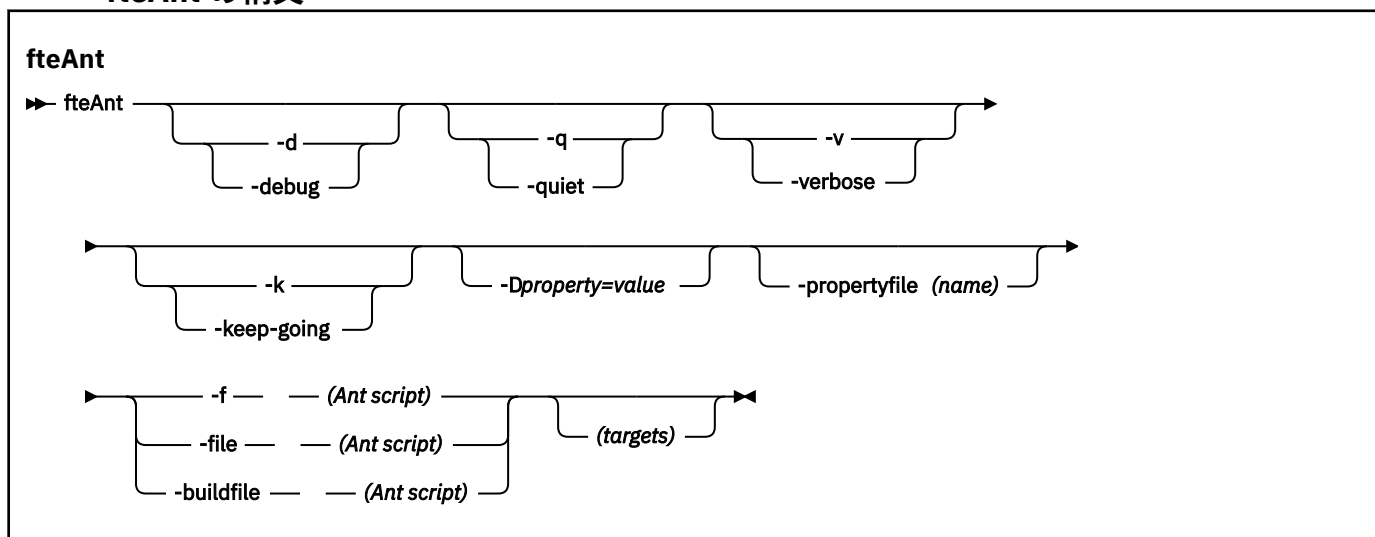 fteAnt
fteAnt
-d
-debug
-q
-quiet
-v
-verbose
-k
-keep-going
-Dproperty=value
-propertyfile (name)
-f (Ant script)
-file (Ant script)
-buildfile (Ant script)
(targets)